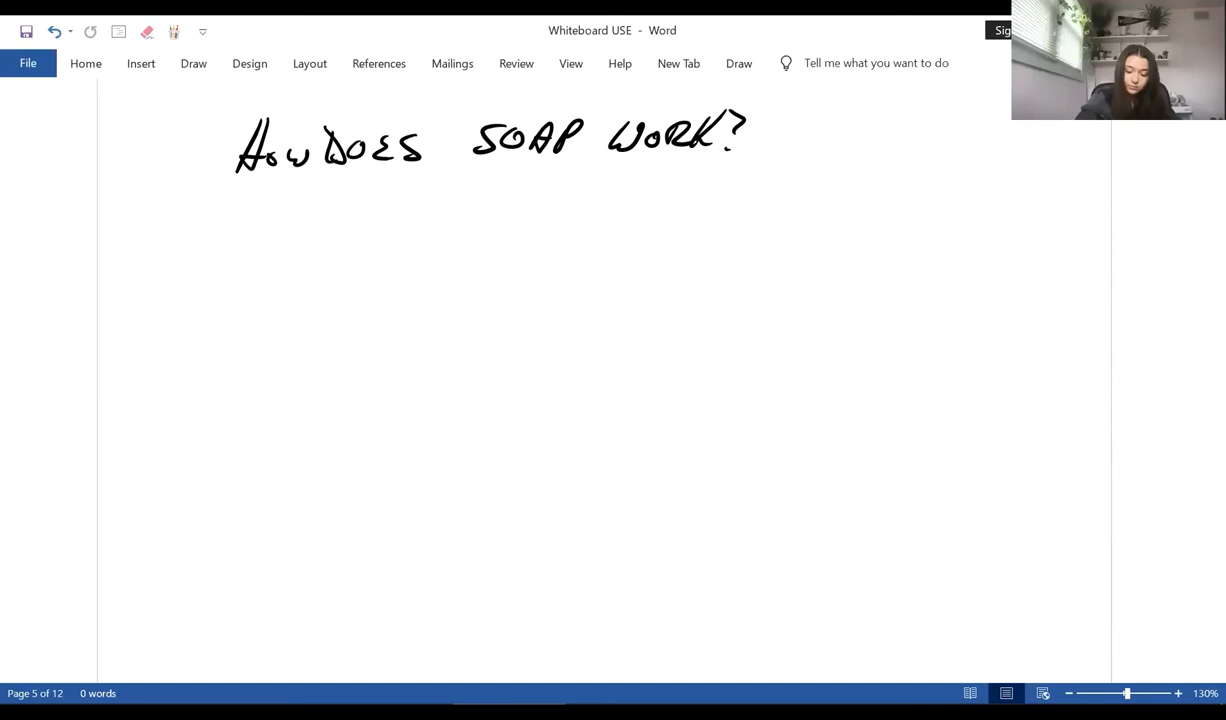 Whiteboard USE - Word
Sig
File Home Insert Draw Design Layout References Mailings Review View Help New Tab Draw Tell me what you want to do
How DOES SOAP WORK?
Page 5 of 12 0 words
130%